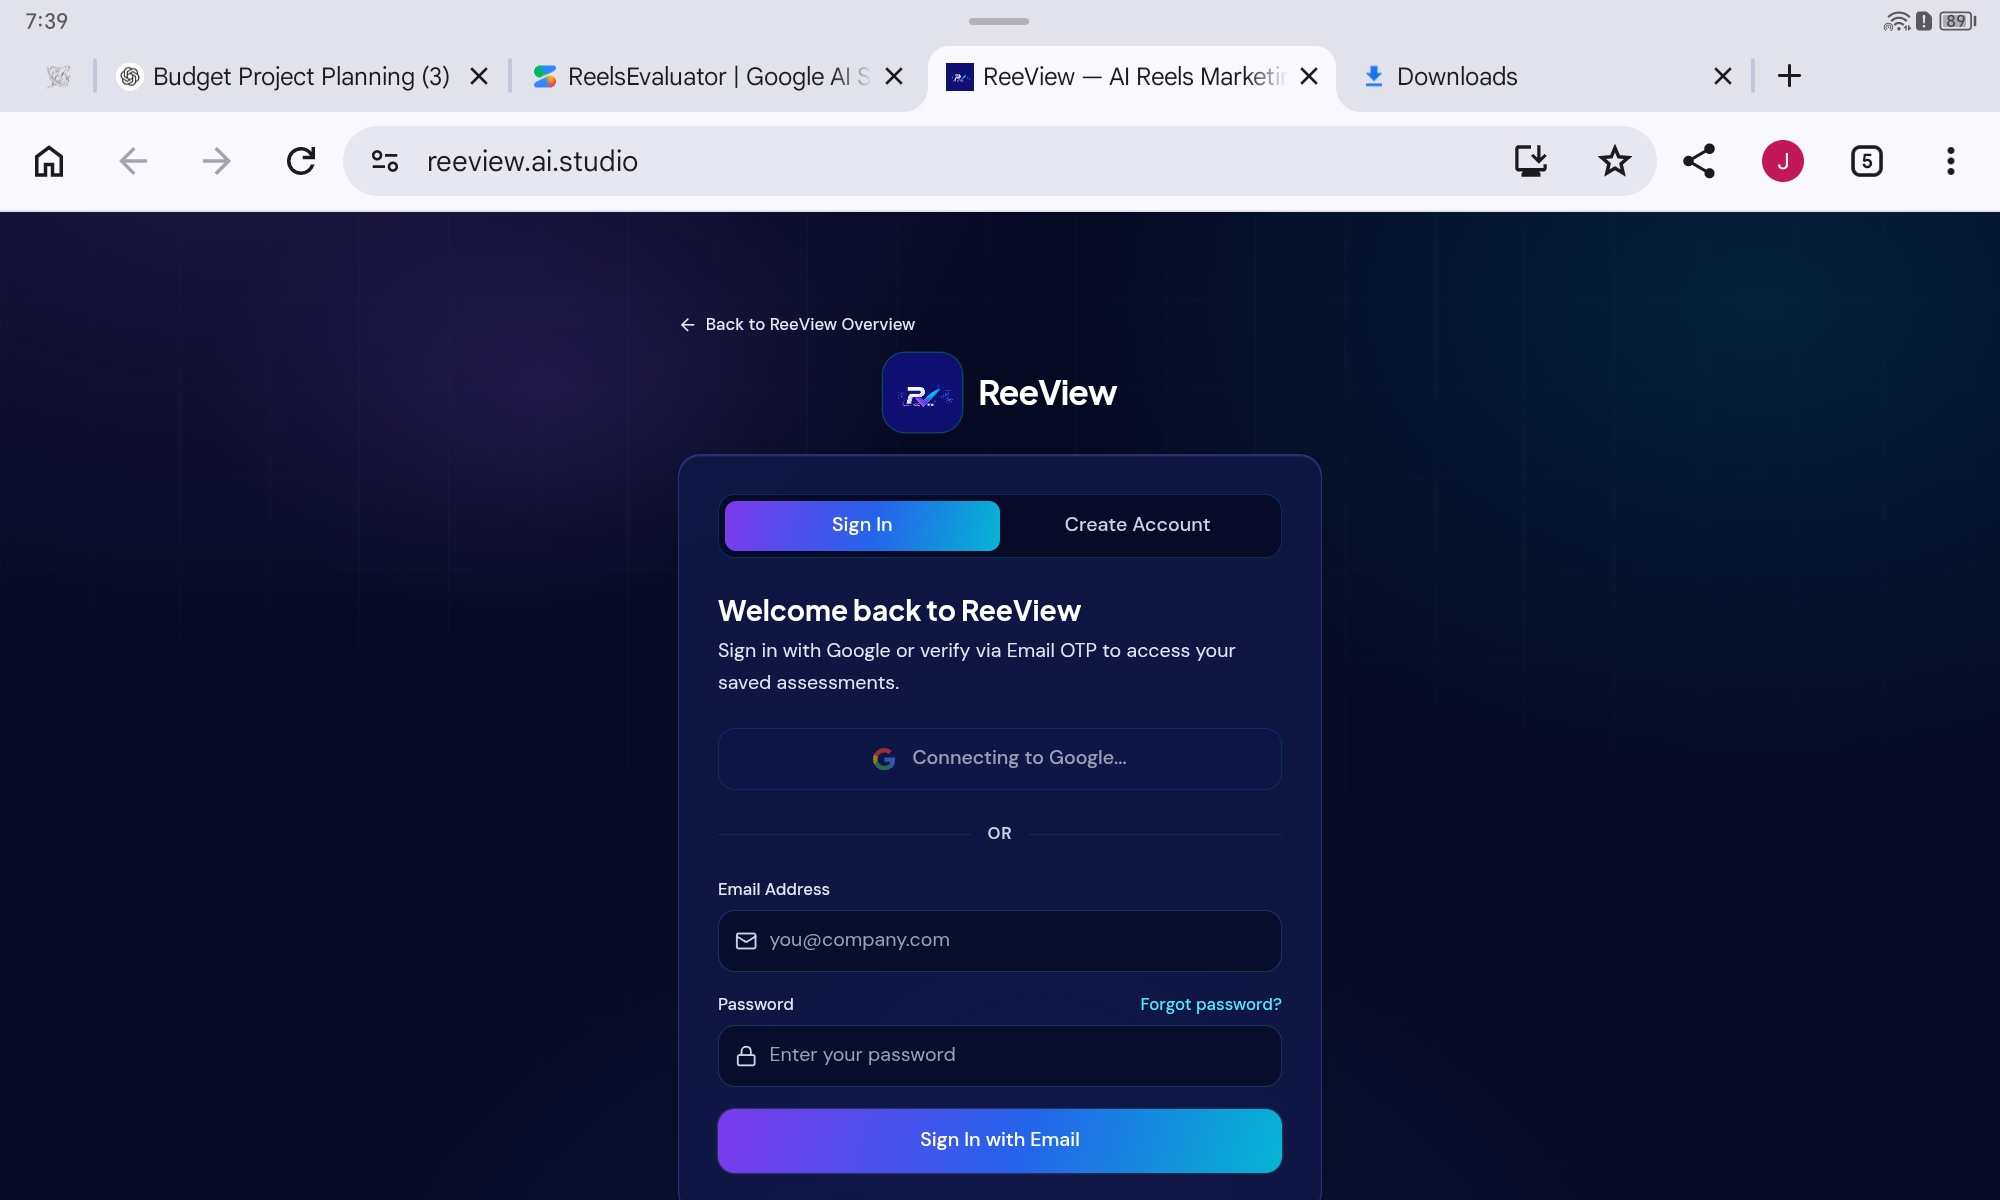 7:39
89
Budget Project Planning (3)
ReelsEvaluator | Google AI S
ReeView — AI Reels Marketin
Downloads
reeview.ai.studio
J
5
Back to ReeView Overview
ReeView
Sign In
Create Account
Welcome back to ReeView
Sign in with Google or verify via Email OTP to access your
saved assessments.
Connecting to Google...
OR
Email Address
you@company.com
Password
Forgot password?
Enter your password
Sign In with Email